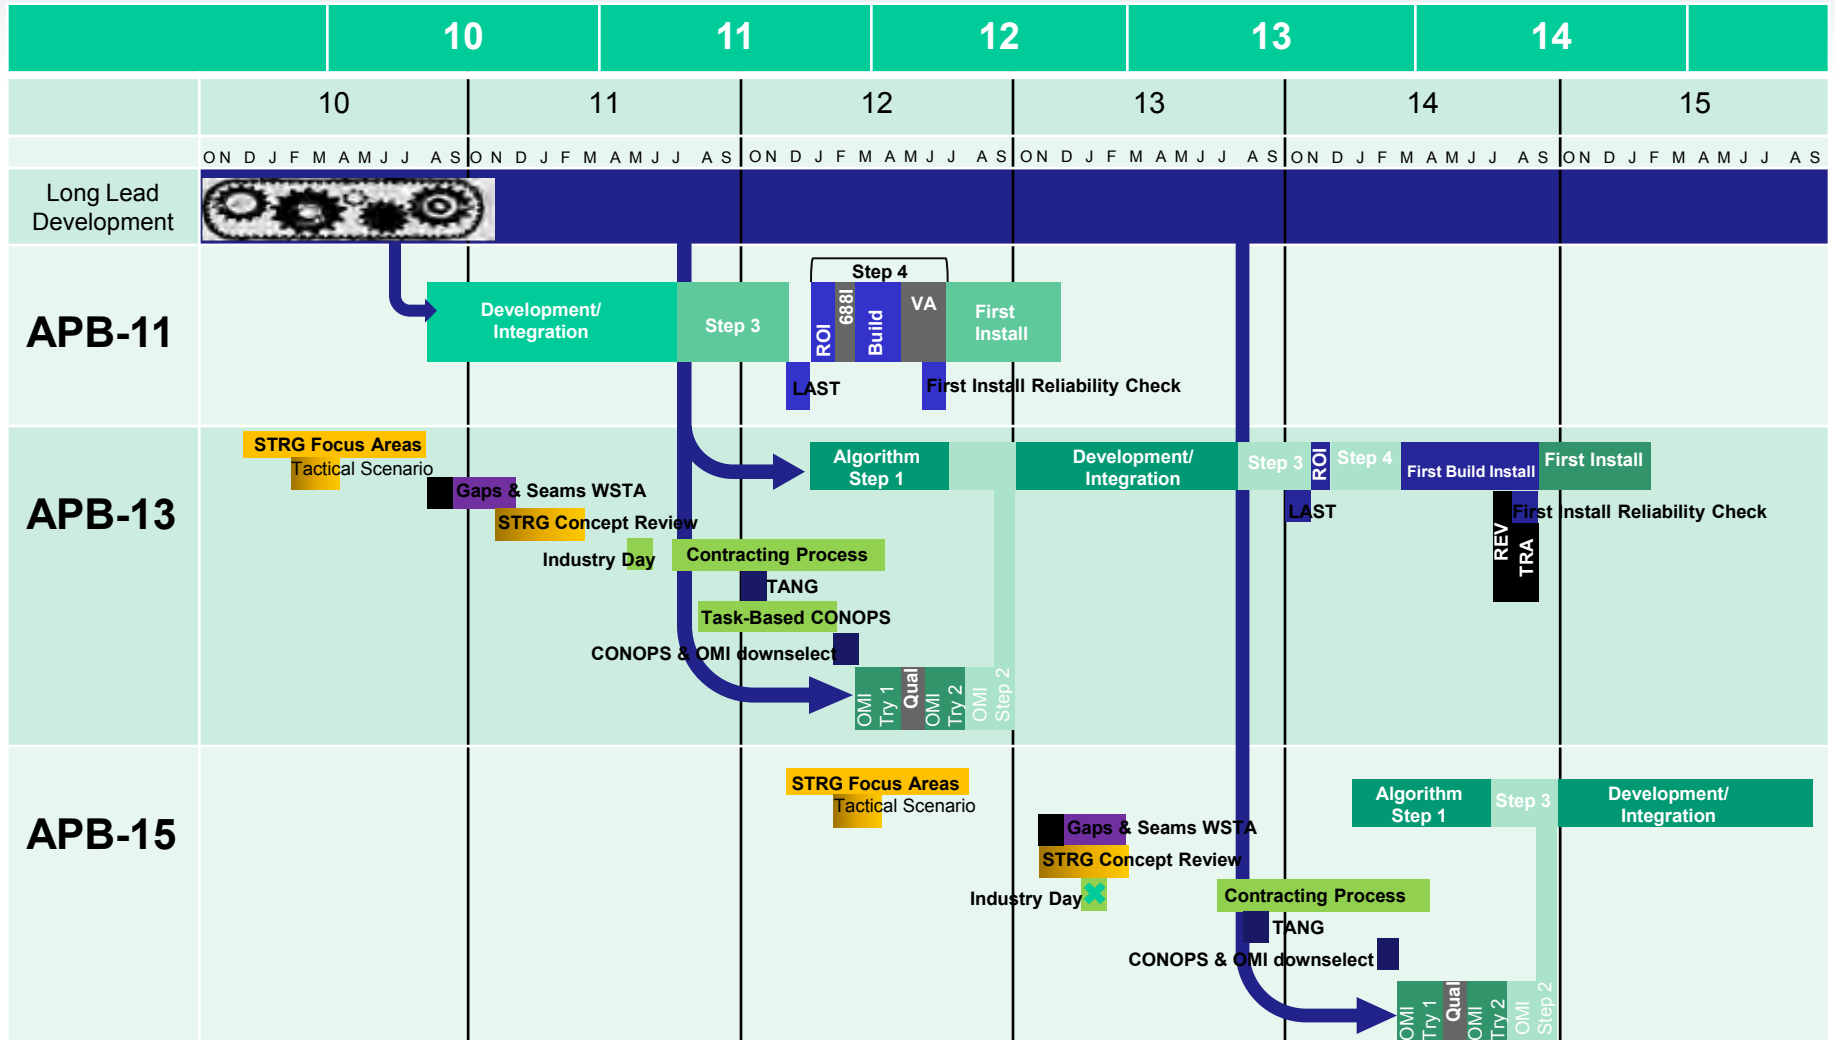 10 11 12 13 14
10 11 12 13 14 15
O N D J F M A M J J A S O N D J F M A M J J A S O N D J F M A M J J A S O N D J F M A M J J A S O N D J F M A M J J A S O N D J F M A M J J A S
Long Lead
Development
APB-11
Development/
Integration
Step 3
Step 4
ROI
688I
Build
VA
First
Install
LAST
First Install Reliability Check
APB-13
STRG Focus Areas
Tactical Scenario
Gaps & Seams WSTA
STRG Concept Review
Industry Day
Contracting Process
TANG
Task-Based CONOPS
CONOPS & OMI downselect
Algorithm
Step 1
OMI
Try 1
Qual
OMI
Try 2
OMI
Step 2
Development/
Integration
Step 3
ROI
Step 4
First Build Install
First Install
LAST
First Install Reliability Check
REV
TRA
APB-15
STRG Focus Areas
Tactical Scenario
Gaps & Seams WSTA
STRG Concept Review
Industry Day
Contracting Process
TANG
CONOPS & OMI downselect
Algorithm
Step 1
Step 3
Development/
Integration
OMI
Try 1
Qual
OMI
Try 2
OMI
Step 2